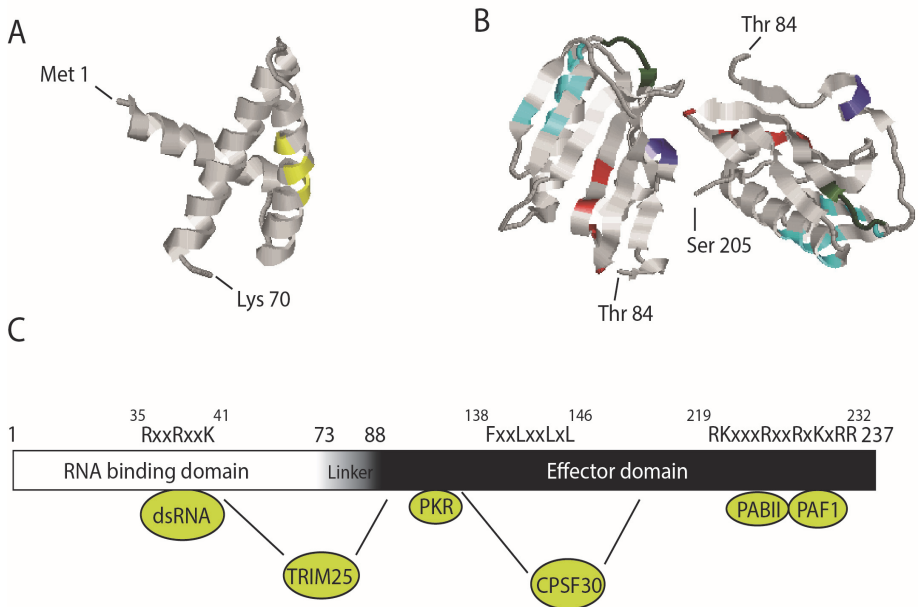 A
Met 1
Lys 70
B
Thr 84
Ser 205
Thr 84
C
35 41 138 146 219 232
1 RxxRxxK 73 88 FxxLxxLxL RKxxxRxxRxKxRR 237
RNA binding domain Linker Effector domain
dsRNA PKR PABII PAF1
TRIM25 CPSF30